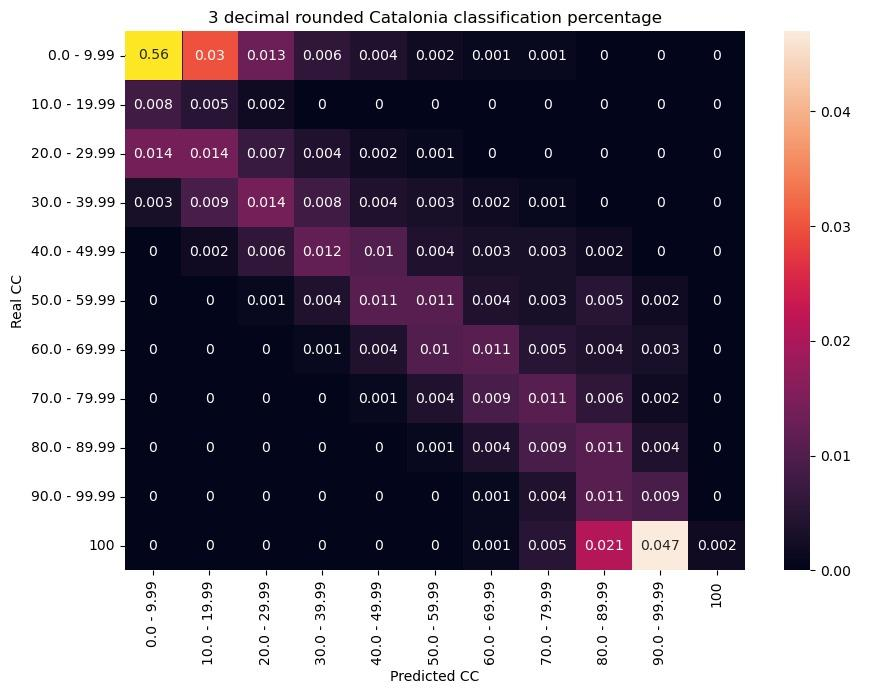 3 decimal rounded Catalonia classification percentage
0.0 - 9.99 0.56 0.03 0.013 0.006 0.004 0.002 0.001 0.001 0 0 0
10.0 - 19.99 0.008 0.005 0.002 0 0 0 0 0 0 0 0
20.0 - 29.99 0.014 0.014 0.007 0.004 0.002 0.001 0 0 0 0 0
30.0 - 39.99 0.003 0.009 0.014 0.008 0.004 0.003 0.002 0.001 0 0 0
40.0 - 49.99 0 0.002 0.006 0.012 0.01 0.004 0.003 0.003 0.002 0 0
50.0 - 59.99 0 0 0.001 0.004 0.011 0.011 0.004 0.003 0.005 0.002 0
60.0 - 69.99 0 0 0 0.001 0.004 0.01 0.011 0.005 0.004 0.003 0
70.0 - 79.99 0 0 0 0 0.001 0.004 0.009 0.011 0.006 0.002 0
80.0 - 89.99 0 0 0 0 0 0.001 0.004 0.009 0.011 0.004 0
90.0 - 99.99 0 0 0 0 0 0 0.001 0.004 0.011 0.009 0
100 0 0 0 0 0 0 0.001 0.005 0.021 0.047 0.002
Real CC
0.0 - 9.99
10.0 - 19.99
20.0 - 29.99
30.0 - 39.99
40.0 - 49.99
50.0 - 59.99
60.0 - 69.99
70.0 - 79.99
80.0 - 89.99
90.0 - 99.99
100
Predicted CC
0.04
0.03
0.02
0.01
0.00